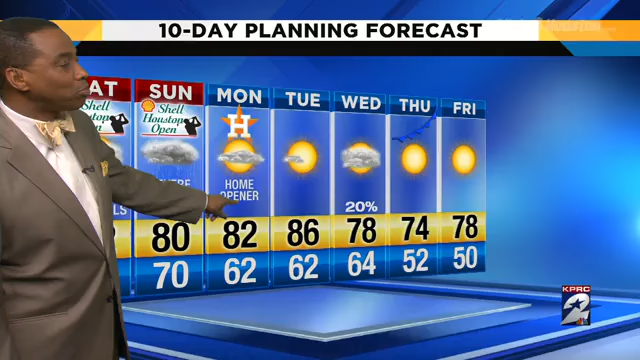 10-DAY PLANNING FORECAST
AT SUN MON TUE WED THU FRI
Shell Houston Open
Shell Houston Open
HOME OPENER
20%
80 82 86 78 74 78
70 62 62 64 52 50
KPRC
2